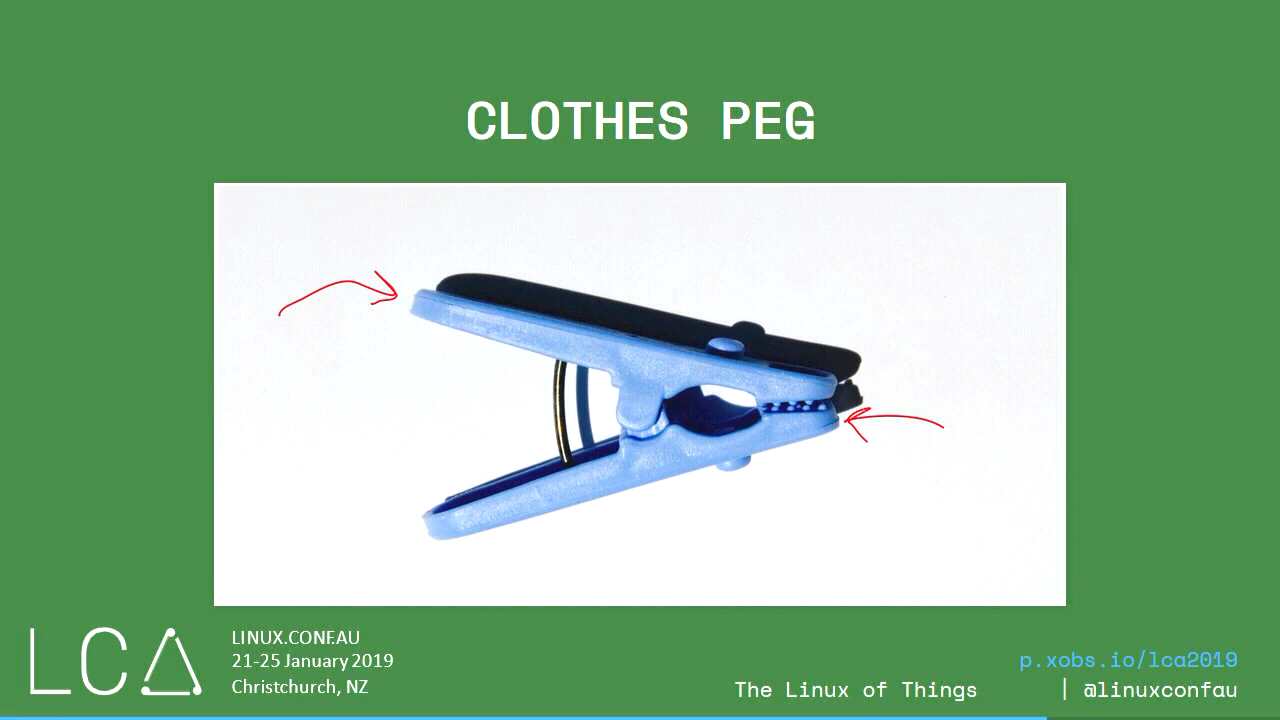 CLOTHES PEG
LCA
LINUX.CONF.AU
21-25 January 2019
Christchurch, NZ
p.xobs.io/lca2019
The Linux of Things | @linuxconfau